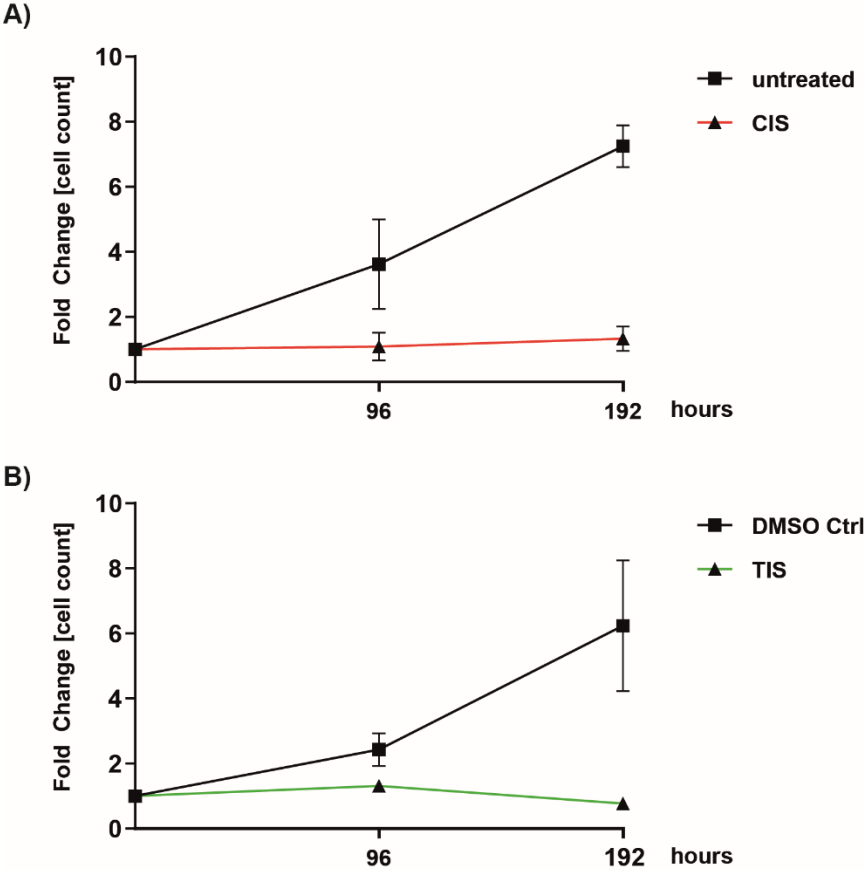 A)
Fold Change [cell count]
10
8
6
4
2
0
96
192
hours
untreated
CIS
B)
Fold Change [cell count]
10
8
6
4
2
0
96
192
hours
DMSO Ctrl
TIS